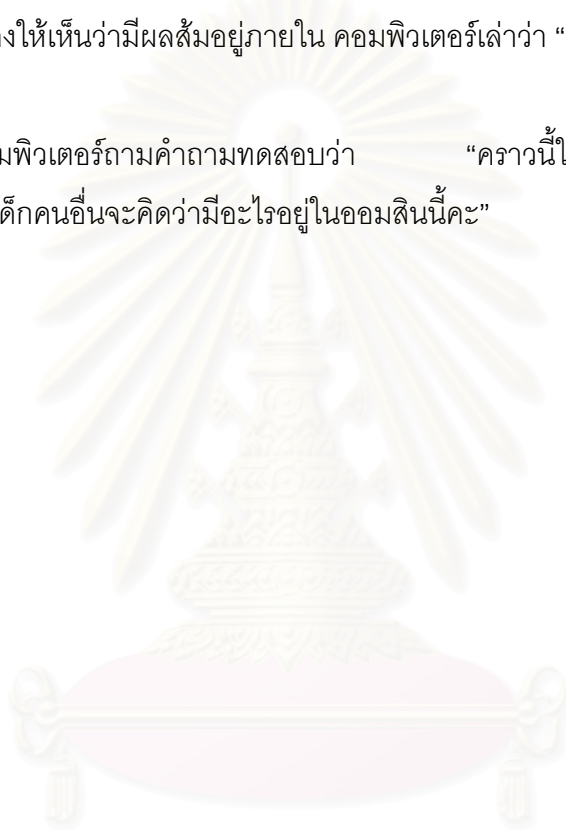 งให้เห็นว่ามีผลส้มอยู่ภายใน คอมพิวเตอร์เล่าว่า “
มพิวเตอร์ถามคำถามทดสอบว่า “คราวนี้
ด็กคนอื่นจะคิดว่ามีอะไรอยู่ในออมสินนี้คะ”